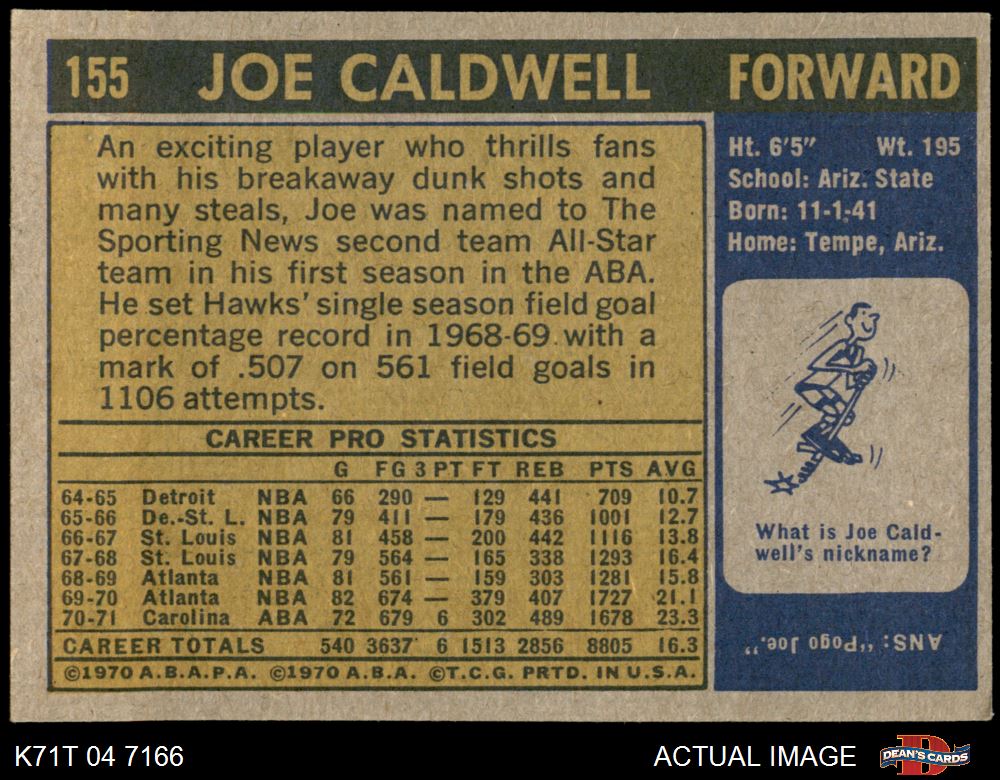 155 JOE CALDWELL FORWARD
An exciting player who thrills fans
with his breakaway dunk shots and
many steals, Joe was named to The
Sporting News second team All-Star
team in his first season in the ABA.
He set Hawks' single season field goal
percentage record in 1968-69 with a
mark of .507 on 561 field goals in
1106 attempts.
CAREER PRO STATISTICS
G FG 3 PT FT REB PTS AVG
64-65 Detroit NBA 66 290 — 129 441 709 10.7
65-66 De.-St. L. NBA 79 411 — 179 436 1001 12.7
66-67 St. Louis NBA 81 458 — 200 442 1116 13.8
67-68 St. Louis NBA 79 564 — 165 338 1293 16.4
68-69 Atlanta NBA 81 561 — 159 303 1281 15.8
69-70 Atlanta NBA 82 674 — 379 407 1727 21.1
70-71 Carolina ABA 72 679 6 302 489 1678 23.3
CAREER TOTALS 540 3637 6 1513 2856 8805 16.3
©1970 A.B.A.P.A. ©1970 A.B.A. ©T.C.G. PRTD. IN U.S.A.
Ht. 6'5" Wt. 195
School: Ariz. State
Born: 11-1-41
Home: Tempe, Ariz.
What is Joe Cald-
well's nickname?
ANS: "Pogo Joe."
K71T 04 7166 ACTUAL IMAGE DEAN'S CARDS